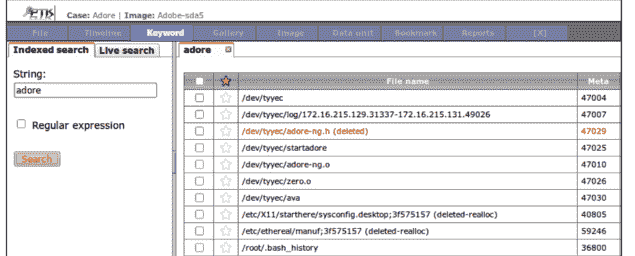 PTK Case: Adore | Image: Adobe-sda5
File Timeline Keyword Gallery Image Data unit Bookmark Reports [X]
Indexed search Live search adore
String:
adore
Regular expression
Search
File name Meta
/dev/tyyec 47004
/dev/tyyec/log/172.16.215.129.31337-172.16.215.131.49026 47007
/dev/tyyec/adore-ng.h (deleted) 47029
/dev/tyyec/startadore 47025
/dev/tyyec/adore-ng.o 47010
/dev/tyyec/zero.o 47026
/dev/tyyec/ava 47030
/etc/X11/starthere/sysconfig.desktop;3f575157 (deleted-realloc) 40805
/etc/ethereal/manuf;3f575157 (deleted-realloc) 59246
/root/.bash_history 36800